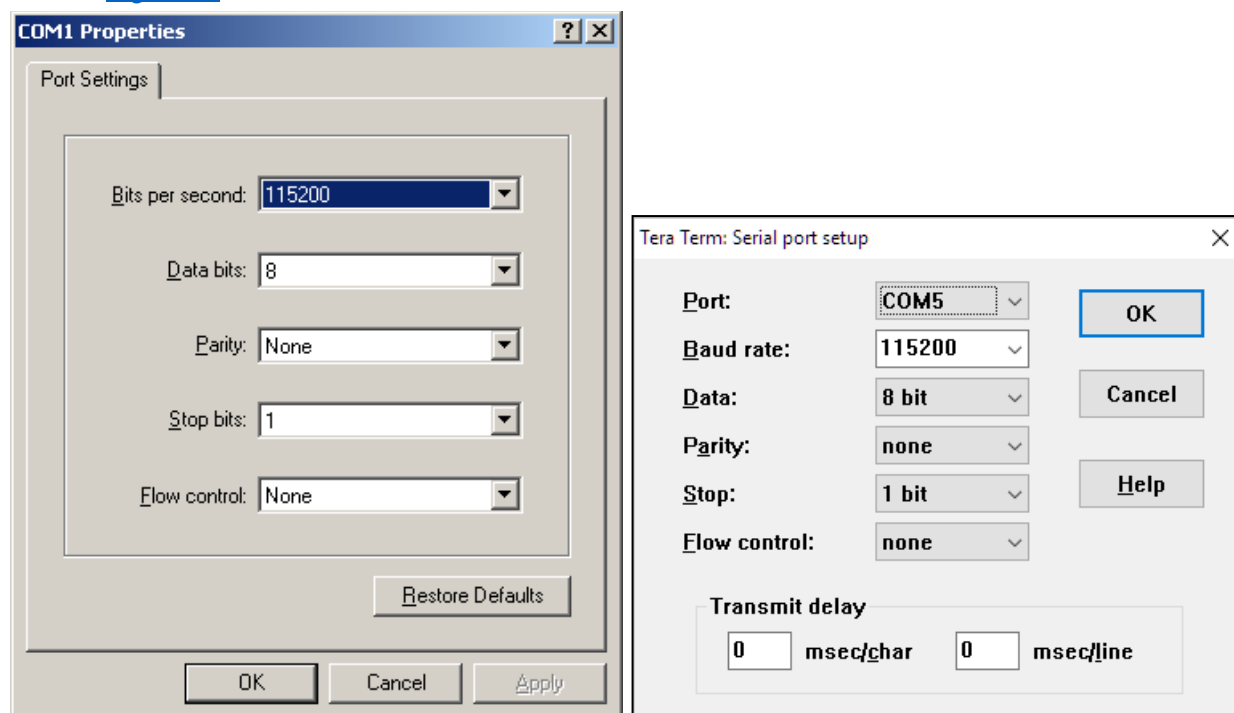 COM1 Properties
Port Settings
Bits per second: 115200
Data bits: 8
Parity: None
Stop bits: 1
Flow control: None
Restore Defaults
OK Cancel Apply
Tera Term: Serial port setup
Port: COM5 OK
Baud rate: 115200
Data: 8 bit Cancel
Parity: none
Stop: 1 bit Help
Flow control: none
Transmit delay
0 msec/char 0 msec/line